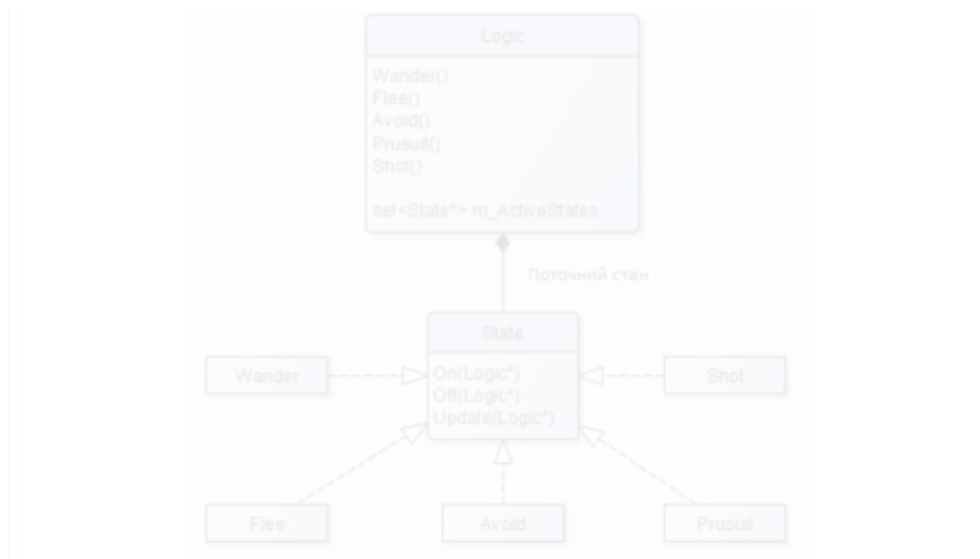 Logic
Wander()
Flee()
Avoid()
Prusuit()
Shot()
set<State*> m_ActiveStates
Поточний стан
State
On(Logic*)
Off(Logic*)
Update(Logic*)
Wander
Shot
Flee
Avoid
Prusuit